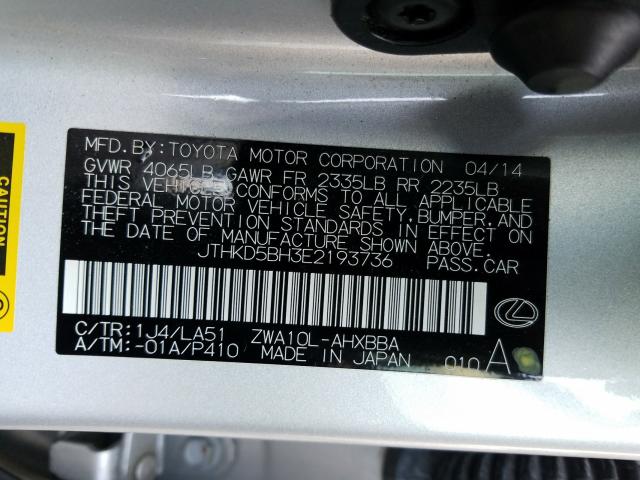 MFD. BY: TOYOTA MOTOR CORPORATION 04/14
GVWR 4065LB GAWR FR 2335LB RR 2235LB
THIS VEHICLE CONFORMS TO ALL APPLICABLE
FEDERAL MOTOR VEHICLE SAFETY, BUMPER, AND
THEFT PREVENTION STANDARDS IN EFFECT ON
THE DATE OF MANUFACTURE SHOWN ABOVE.
JTHKD5BH3E2193736 PASS.CAR
C/TR: 1J4/LA51 ZWA10L-AHXBBA
A/TM: -01A/P410 MADE IN JAPAN 010 A
CAUTION